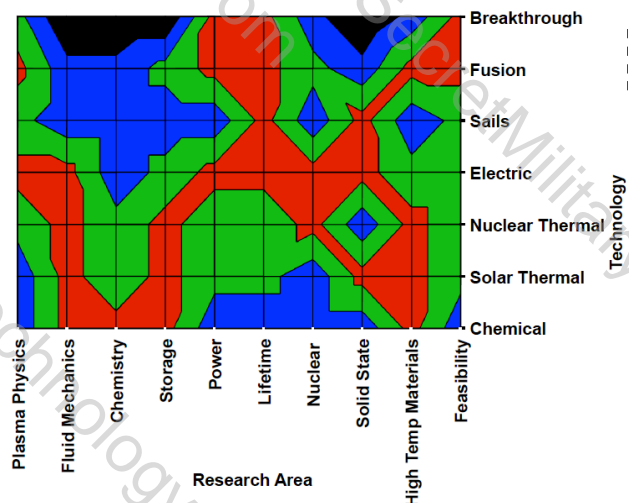 Breakthrough
Fusion
Sails
Electric
Nuclear Thermal
Solar Thermal
Chemical
Technology
Plasma Physics
Fluid Mechanics
Chemistry
Storage
Power
Lifetime
Nuclear
Solid State
High Temp Materials
Feasibility
Research Area